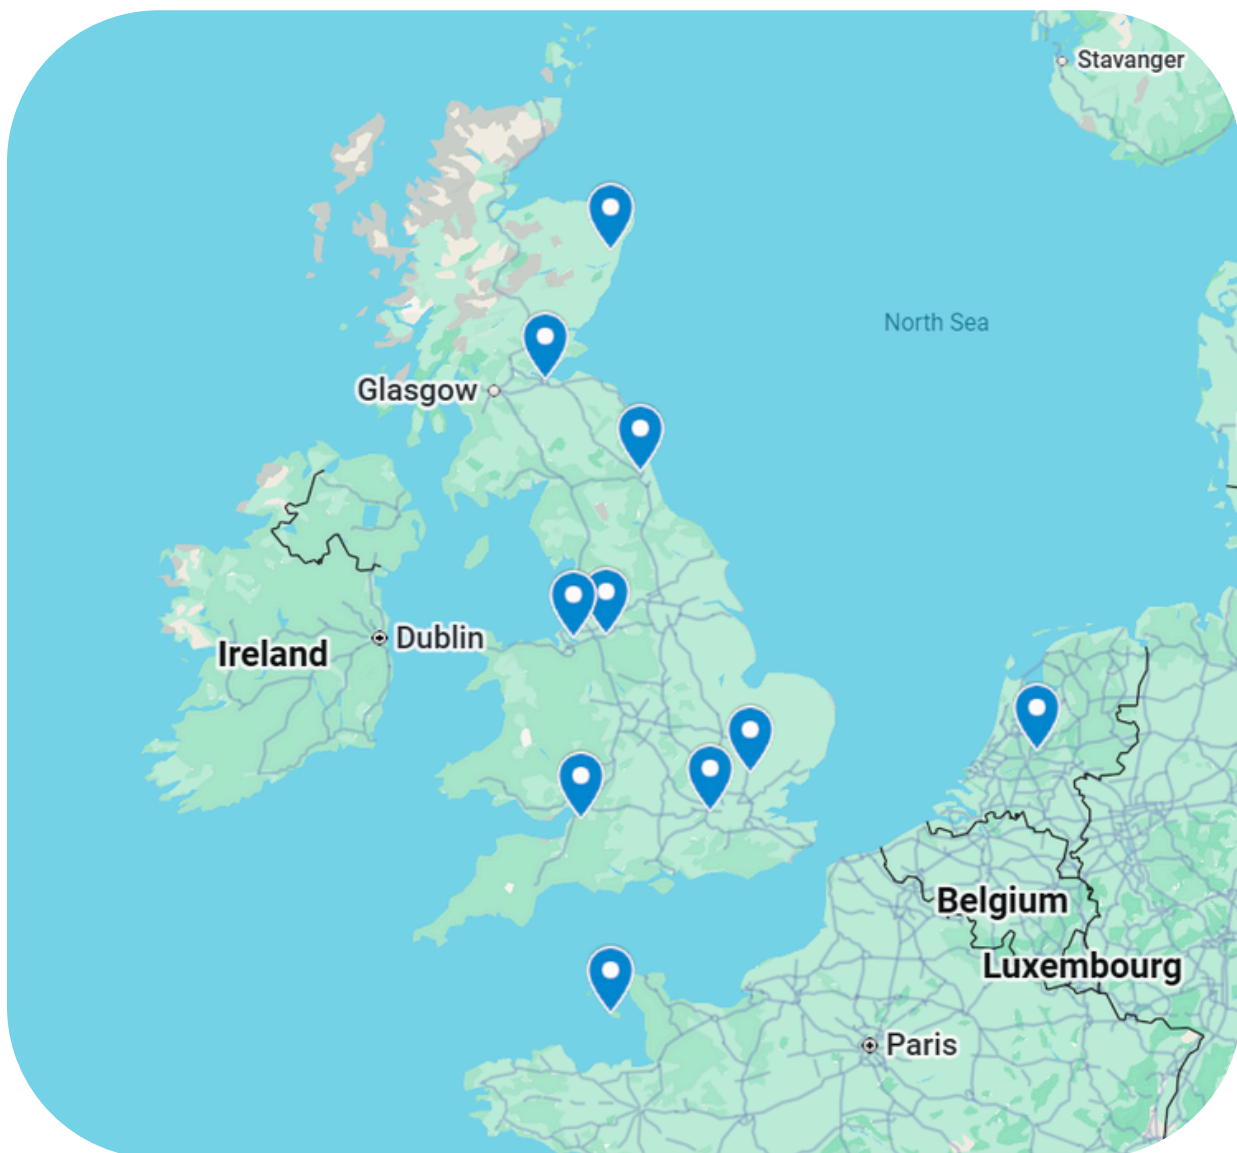 Stavanger
North Sea
Glasgow
Dublin
Ireland
Belgium
Luxembourg
Paris